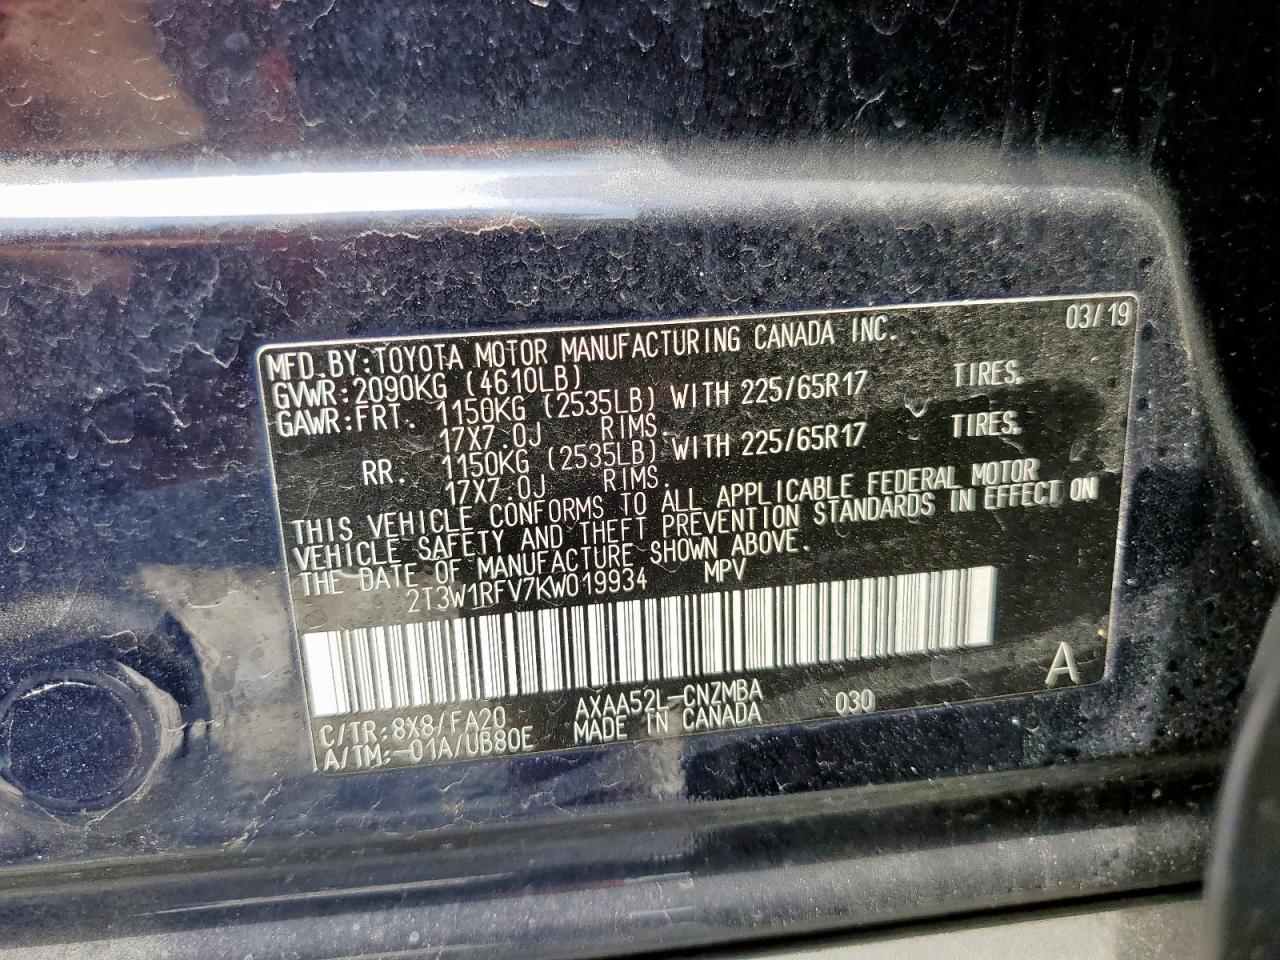 03/19
MFD.BY:TOYOTA MOTOR MANUFACTURING CANADA INC.
GVWR:2090KG (4610LB)
GAWR:FRT. 1150KG (2535LB) WITH 225/65R17 TIRES.
17X7.0J RIMS.
RR. 1150KG (2535LB) WITH 225/65R17 TIRES.
17X7.0J RIMS.
THIS VEHICLE CONFORMS TO ALL APPLICABLE FEDERAL MOTOR
VEHICLE SAFETY AND THEFT PREVENTION STANDARDS IN EFFECT ON
THE DATE OF MANUFACTURE SHOWN ABOVE.
2T3W1RFV7KW019934 MPV
A
C/TR:8X8/FA20 AXAA52L-CNZMBA 030
A/TM:-01A/UB80E MADE IN CANADA